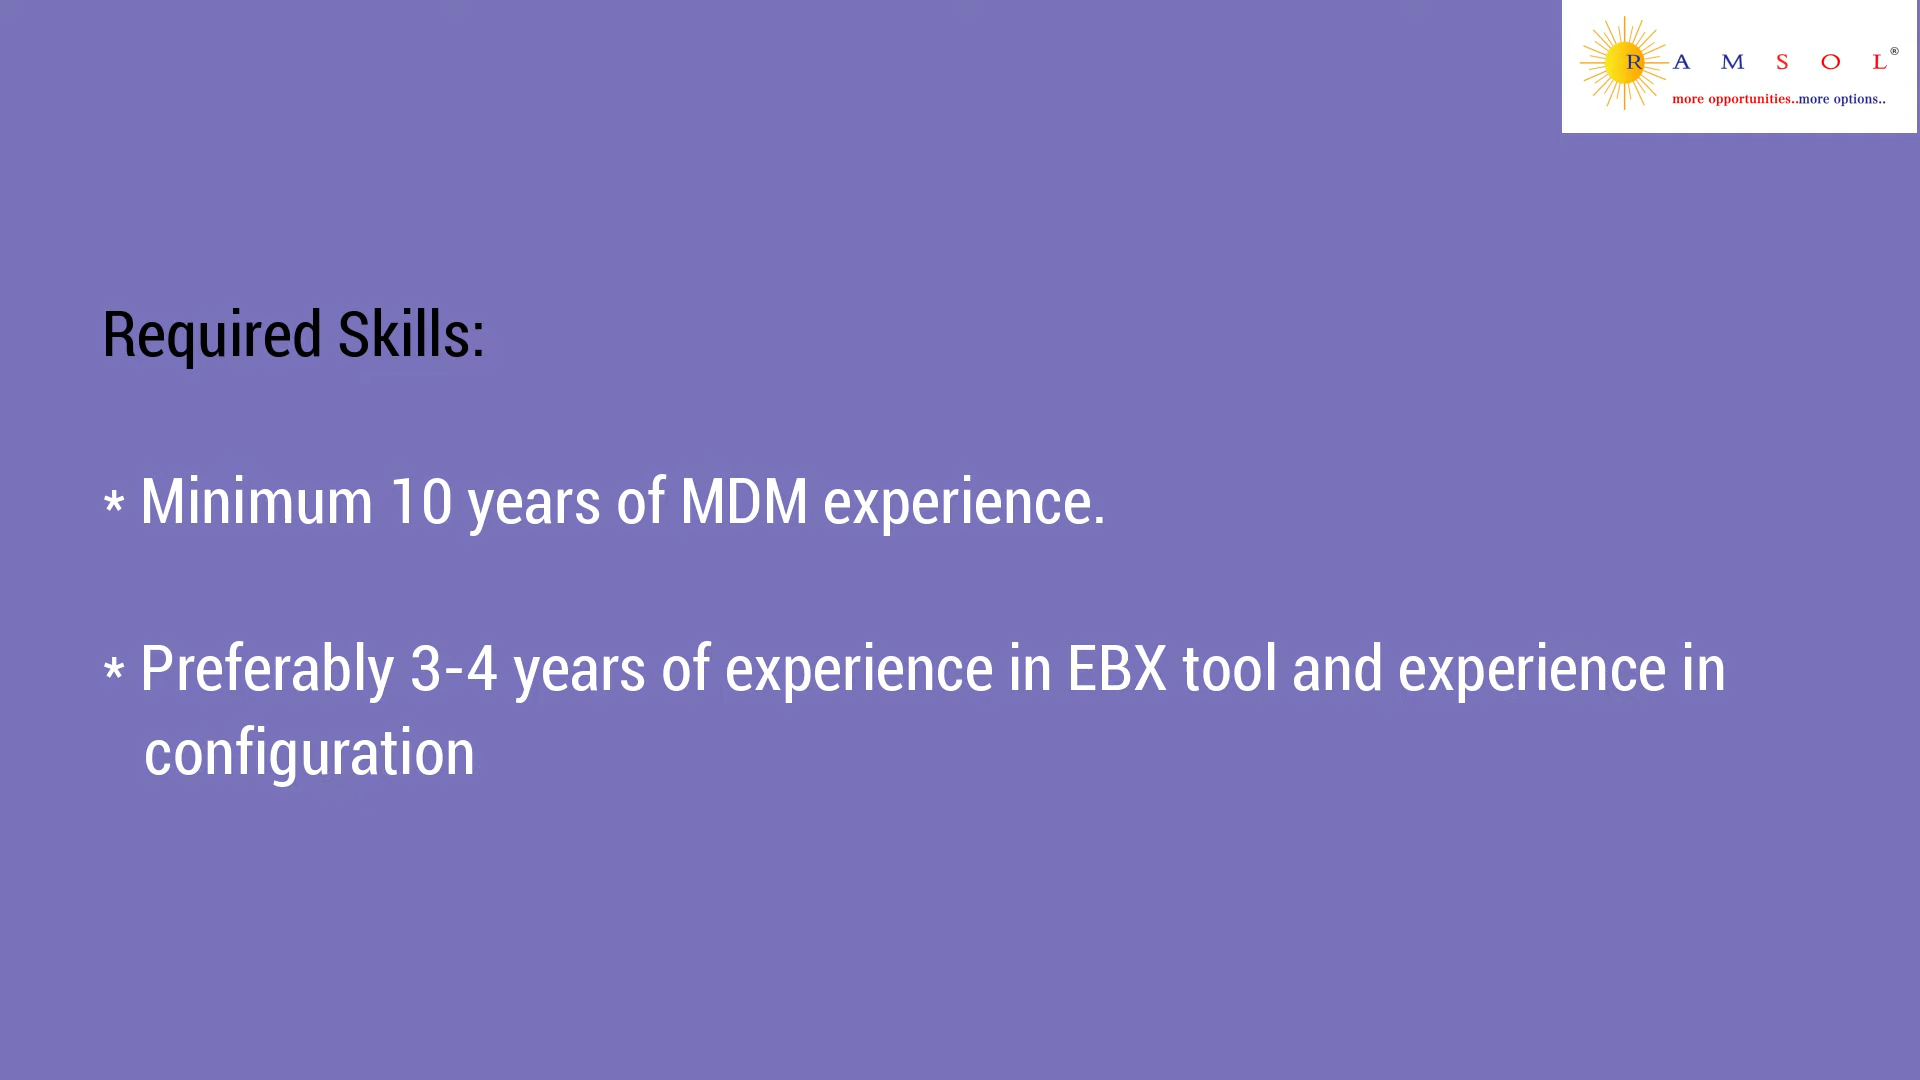 R A M S O L ®
more opportunities..more options..
Required Skills:
* Minimum 10 years of MDM experience.
* Preferably 3-4 years of experience in EBX tool and experience in
configuration